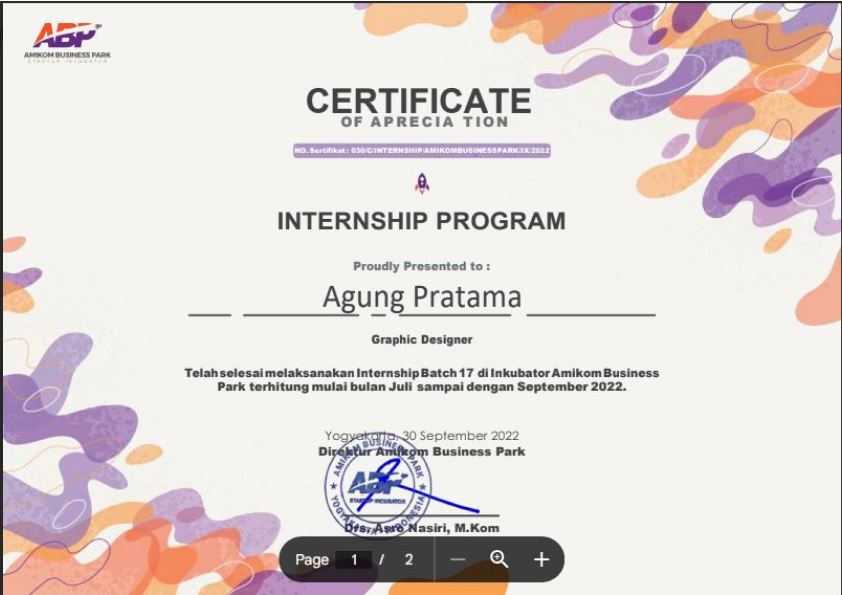 ABP
AMIKOM BUSINESS PARK
STARTUP INCUBATOR
CERTIFICATE
OF APRECIA TION
NO. Sertifikat : 030/C/INTERNSHIP/AMIKOMBUSINESSPARK/IX/2022
INTERNSHIP PROGRAM
Proudly Presented to :
Agung Pratama
Graphic Designer
Telah selesai melaksanakan Internship Batch 17 di Inkubator Amikom Business
Park terhitung mulai bulan Juli sampai dengan September 2022.
Yogyakarta, 30 September 2022
Direktur Amikom Business Park
AMIKOM BUSINESS PARK
ABP
STARTUP INCUBATOR
YOGYAKARTA INDONESIA
Drs. Asro Nasiri, M.Kom
Page 1 / 2